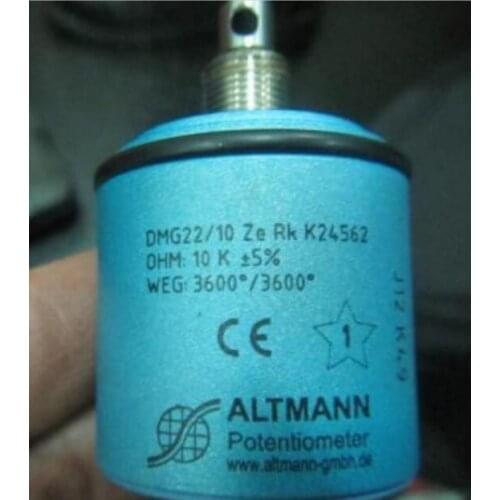 DMG22/10 Ze Rk K24562
OHM: 10 K ±5%
WEG: 3600°/3600°
CE
1
ALTMANN
Potentiometer
www.altmann-gmbh.de